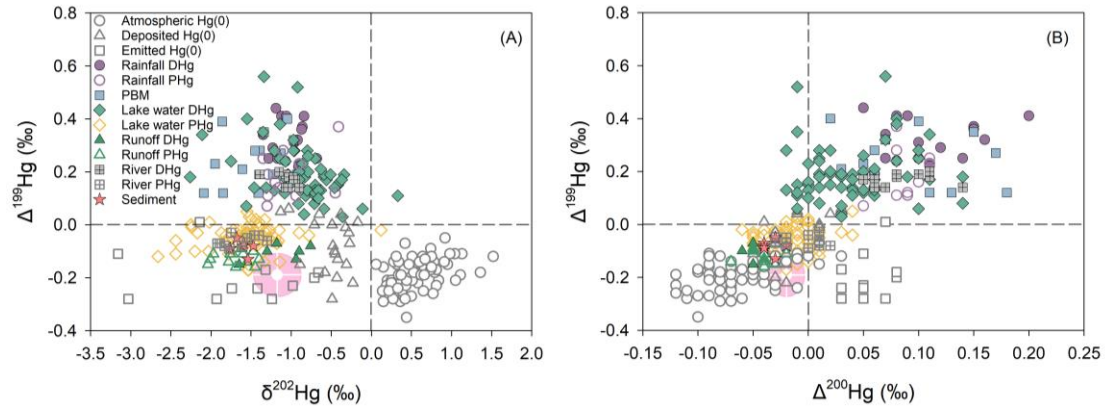 0.8
0.6
0.4
0.2
0.0
-0.2
-0.4
Δ¹⁹⁹Hg (‰)
Atmospheric Hg(0)
Deposited Hg(0)
Emitted Hg(0)
Rainfall DHg
Rainfall PHg
PBM
Lake water DHg
Lake water PHg
Runoff DHg
Runoff PHg
River DHg
River PHg
Sediment
(A)
-3.5 -3.0 -2.5 -2.0 -1.5 -1.0 -0.5 0.0 0.5 1.0 1.5 2.0
δ²⁰²Hg (‰)
0.8
0.6
0.4
0.2
0.0
-0.2
-0.4
Δ¹⁹⁹Hg (‰)
(B)
-0.15 -0.10 -0.05 0.00 0.05 0.10 0.15 0.20 0.25
Δ²⁰⁰Hg (‰)